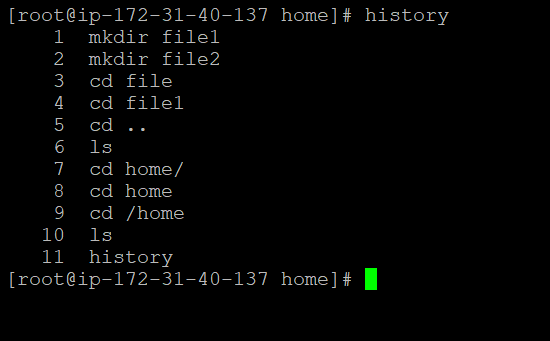 [root@ip-172-31-40-137 home]# history
    1  mkdir file1
    2  mkdir file2
    3  cd file
    4  cd file1
    5  cd ..
    6  ls
    7  cd home/
    8  cd home
    9  cd /home
   10  ls
   11  history
[root@ip-172-31-40-137 home]#